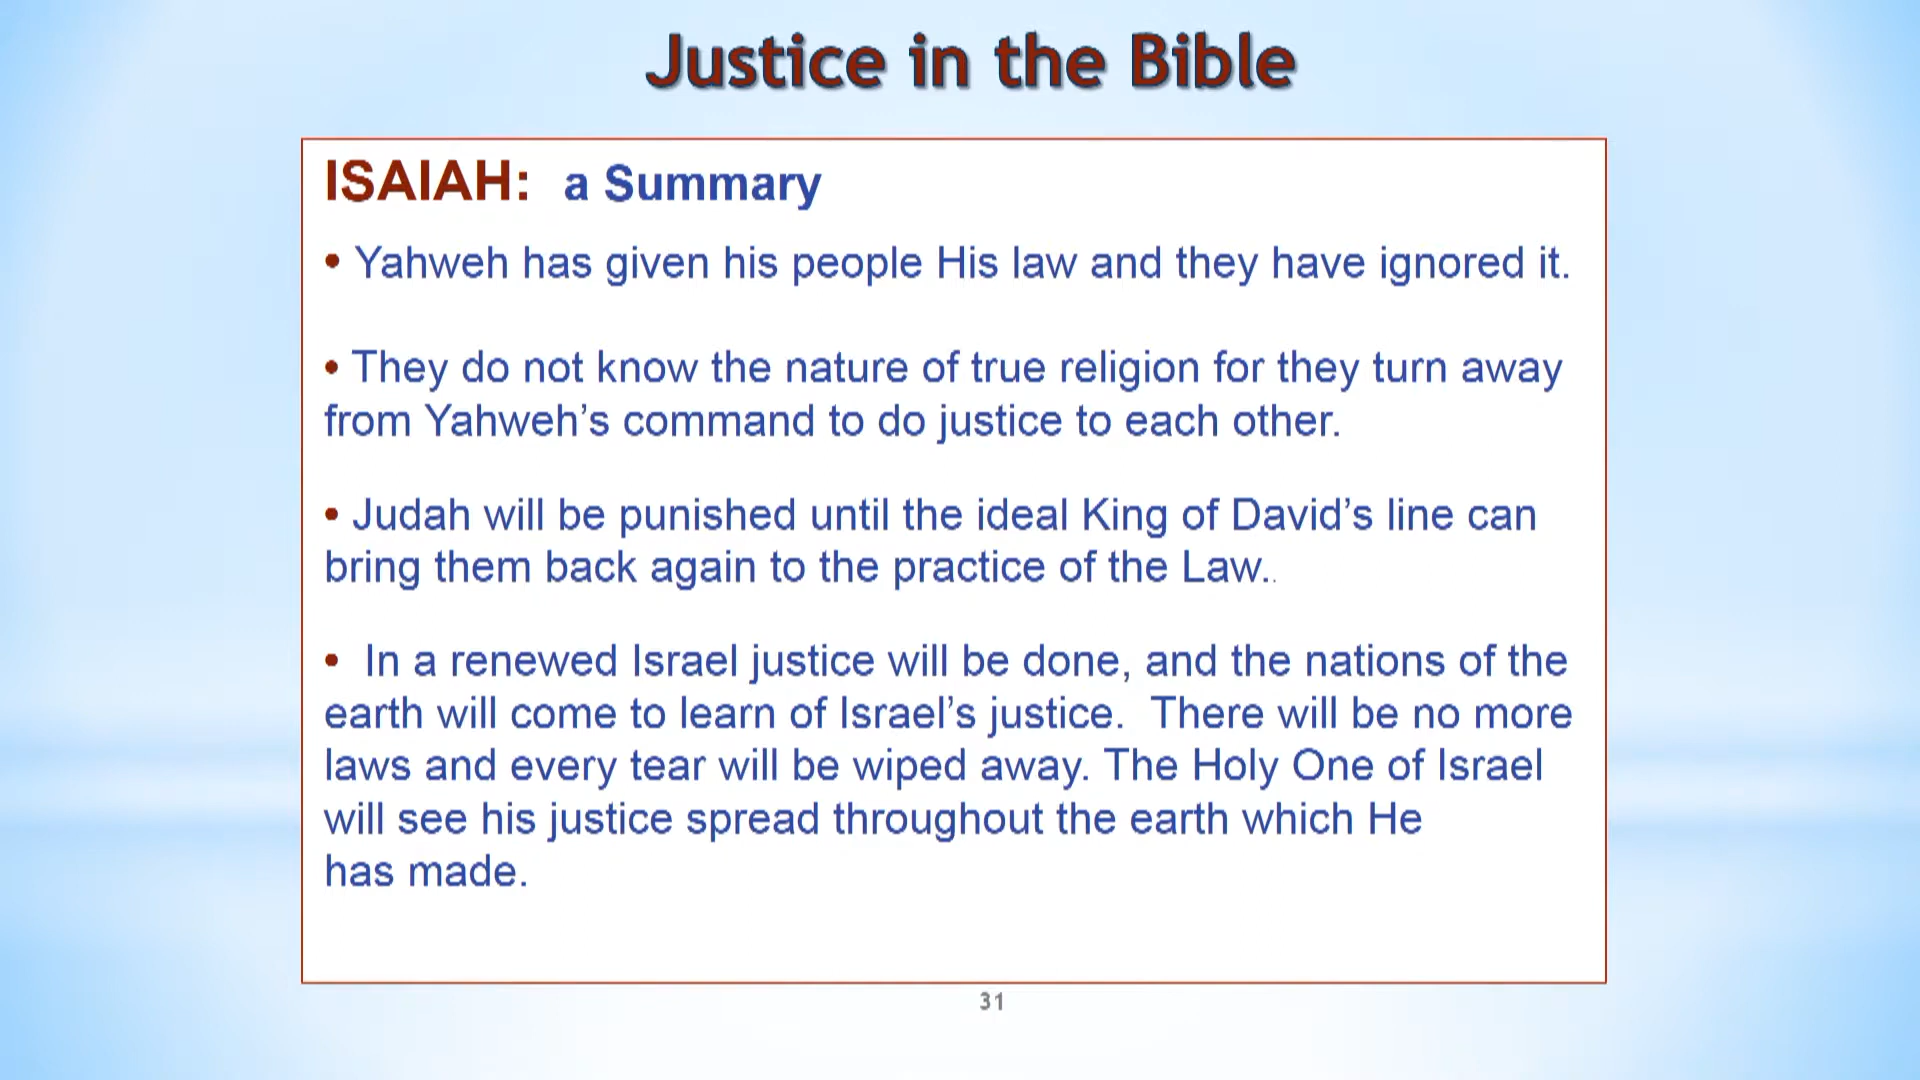 Justice in the Bible
ISAIAH: a Summary
• Yahweh has given his people His law and they have ignored it.
• They do not know the nature of true religion for they turn away
from Yahweh’s command to do justice to each other.
• Judah will be punished until the ideal King of David’s line can
bring them back again to the practice of the Law..
• In a renewed Israel justice will be done, and the nations of the
earth will come to learn of Israel’s justice. There will be no more
laws and every tear will be wiped away. The Holy One of Israel
will see his justice spread throughout the earth which He
has made.
31